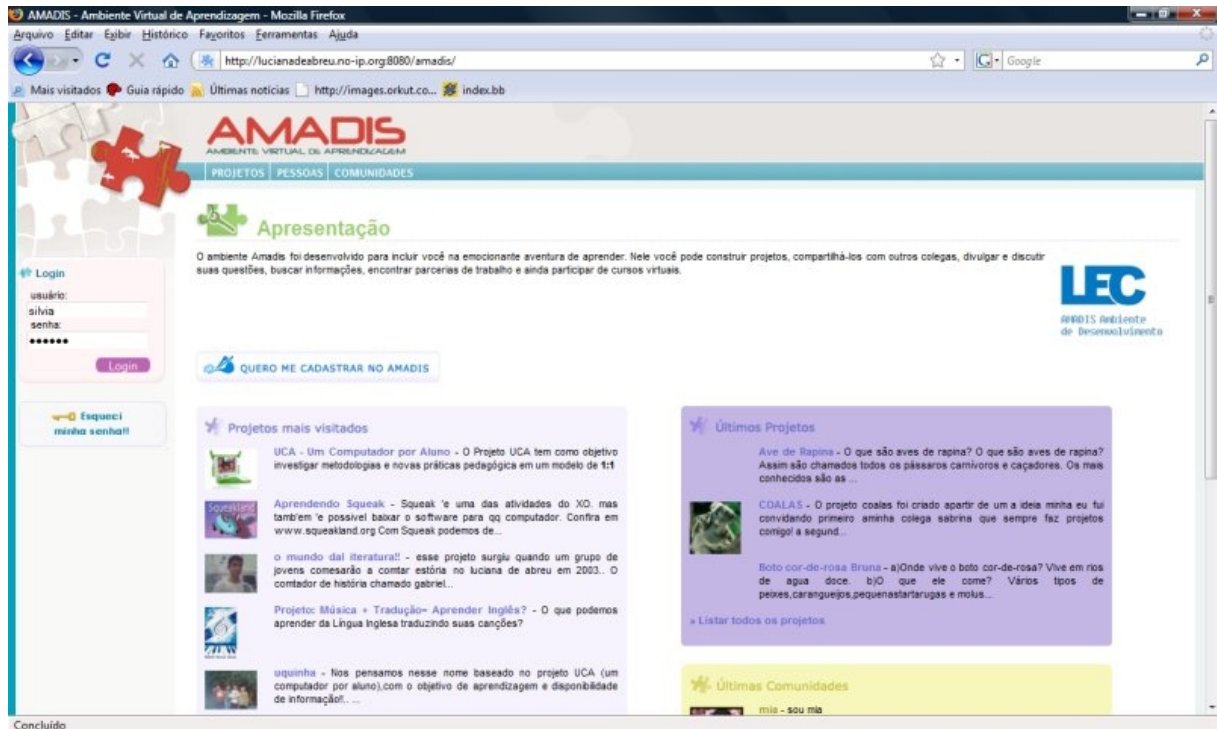 AMADIS - Ambiente Virtual de Aprendizagem - Mozilla Firefox
Arquivo Editar Exibir Histórico Favoritos Ferramentas Ajuda
http://lucianadeabreu.no-ip.org:8080/amadis/
Google
Mais visitados Guia rápido Últimas notícias http://images.orkut.co... index.bb
AMADIS
AMBIENTE VIRTUAL DE APRENDIZAGEM
PROJETOS PESSOAS COMUNIDADES
Apresentação
O ambiente Amadis foi desenvolvido para incluir você na emocionante aventura de aprender. Nele você pode construir projetos, compartilhá-los com outros colegas, divulgar e discutir
suas questões, buscar informações, encontrar parcerias de trabalho e ainda participar de cursos virtuais.
LEC
AMADIS Ambiente
de Desenvolvimento
Login
usuário:
silvia
senha:
Login
Esqueci
minha senha!!
QUERO ME CADASTRAR NO AMADIS
Projetos mais visitados
UCA - Um Computador por Aluno - O Projeto UCA tem como objetivo
investigar metodologias e novas práticas pedagógica em um modelo de 1:1
Squeakland
Aprendendo Squeak - Squeak 'e uma das atividades do XO. mas
tamb'em 'e possivel baixar o software para qq computador. Confira em
www.squeakland.org Com Squeak podemos de...
o mundo dal iteratura!! - esse projeto surgiu quando um grupo de
jovens comesarão a comtar estória no luciana de abreu em 2003.. O
comtador de história chamado gabriel...
Projeto: Música + Tradução= Aprender Inglês? - O que podemos
aprender da Língua Inglesa traduzindo suas canções?
uquinha - Nos pensamos nesse nome baseado no projeto UCA (um
computador por aluno),com o objetivo de aprendizagem e disponibilidade
de informação!.. ...
Últimos Projetos
Ave de Rapina - O que são aves de rapina? O que são aves de rapina?
Assim são chamados todos os pássaros carnívoros e caçadores. Os mais
conhecidos são as ...
COALAS - O projeto coalas foi criado apartir de um a ideia minha eu fui
convidando primeiro aminha colega sabrina que sempre faz projetos
comigo! a segund...
Boto cor-de-rosa Bruna - a)Onde vive o boto cor-de-rosa? Vive em rios
de agua doce. b)O que ele come? Vários tipos de
peixes,caranguejos,pequenastartarugas e molus...
» Listar todos os projetos
Últimas Comunidades
mia - sou mia
Concluído